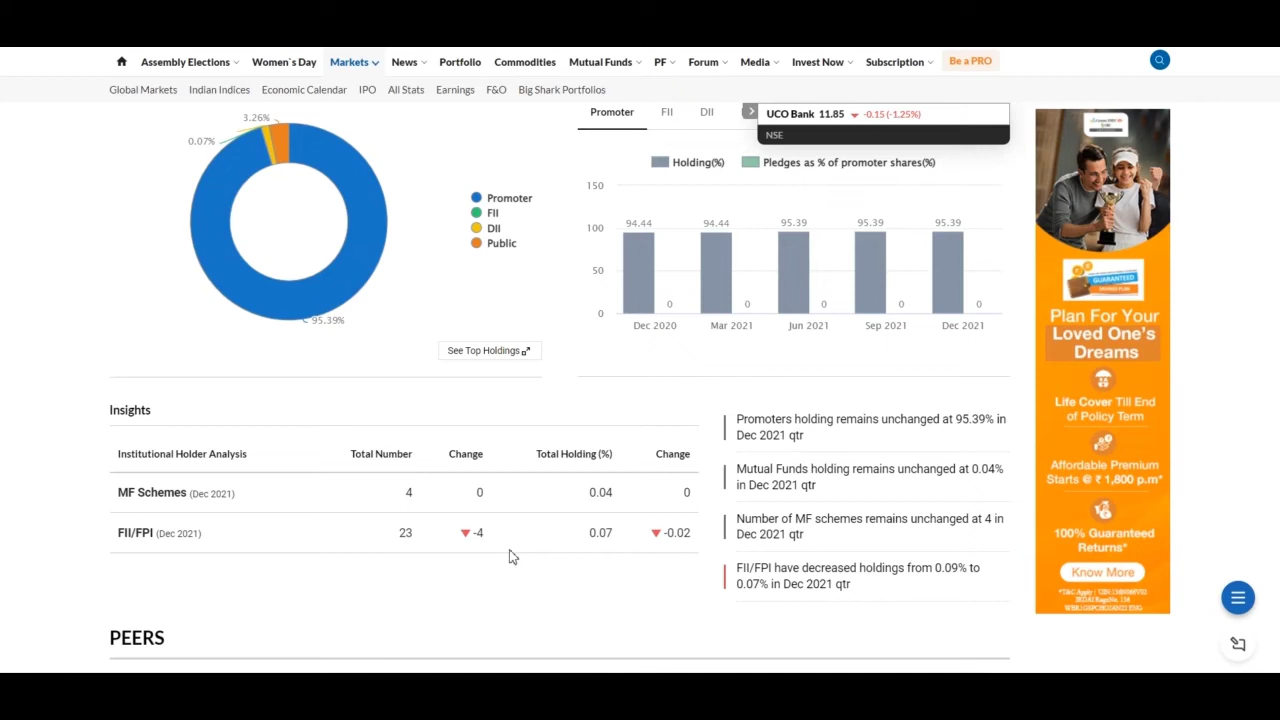 Assembly Elections
Women`s Day
Markets
News
Portfolio
Commodities
Mutual Funds
PF
Forum
Media
Invest Now
Subscription
Be a PRO
Global Markets
Indian Indices
Economic Calendar
IPO
All Stats
Earnings
F&O
Big Shark Portfolios
3.26%
0.07%
95.39%
Promoter
FII
DII
Public
See Top Holdings
Promoter
FII
DII
UCO Bank 11.85 -0.15 (-1.25%)
NSE
Holding(%)
Pledges as % of promoter shares(%)
150
100
50
0
94.44 94.44 95.39 95.39 95.39
0 0 0 0 0
Dec 2020 Mar 2021 Jun 2021 Sep 2021 Dec 2021
Insights
Institutional Holder Analysis Total Number Change Total Holding (%) Change
MF Schemes (Dec 2021) 4 0 0.04 0
FII/FPI (Dec 2021) 23 -4 0.07 -0.02
Promoters holding remains unchanged at 95.39% in
Dec 2021 qtr
Mutual Funds holding remains unchanged at 0.04%
in Dec 2021 qtr
Number of MF schemes remains unchanged at 4 in
Dec 2021 qtr
FII/FPI have decreased holdings from 0.09% to
0.07% in Dec 2021 qtr
PEERS
GUARANTEED
Plan For Your
Loved One's
Dreams
Life Cover Till End
of Policy Term
Affordable Premium
Starts @ ₹ 1,800 p.m*
100% Guaranteed
Returns*
Know More